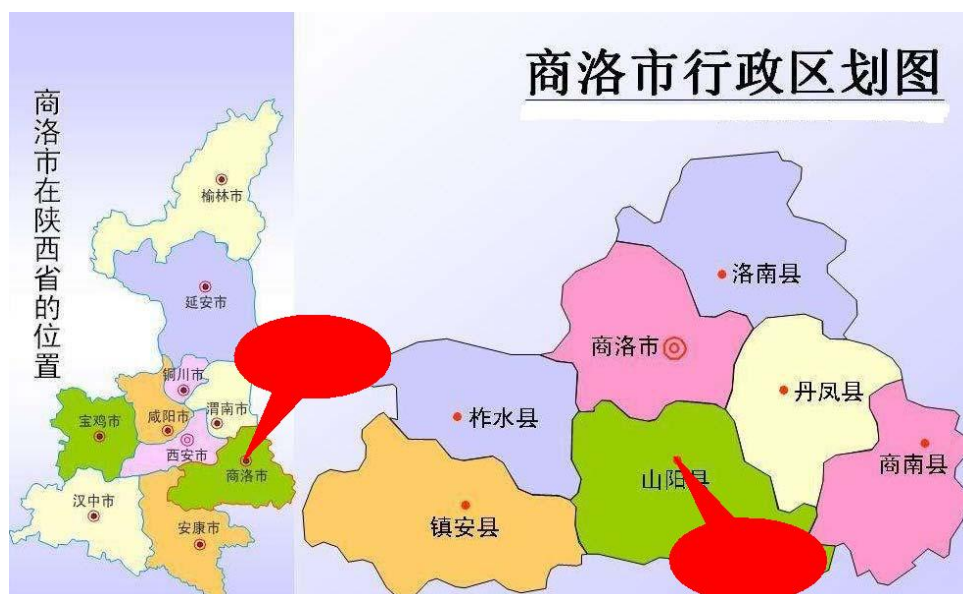 商洛市行政区划图
商洛市在陕西省的位置
榆林市
延安市
铜川市
渭南市
咸阳市
宝鸡市
西安市
商洛市
汉中市
安康市
洛南县
商洛市
丹凤县
柞水县
商南县
山阳县
镇安县